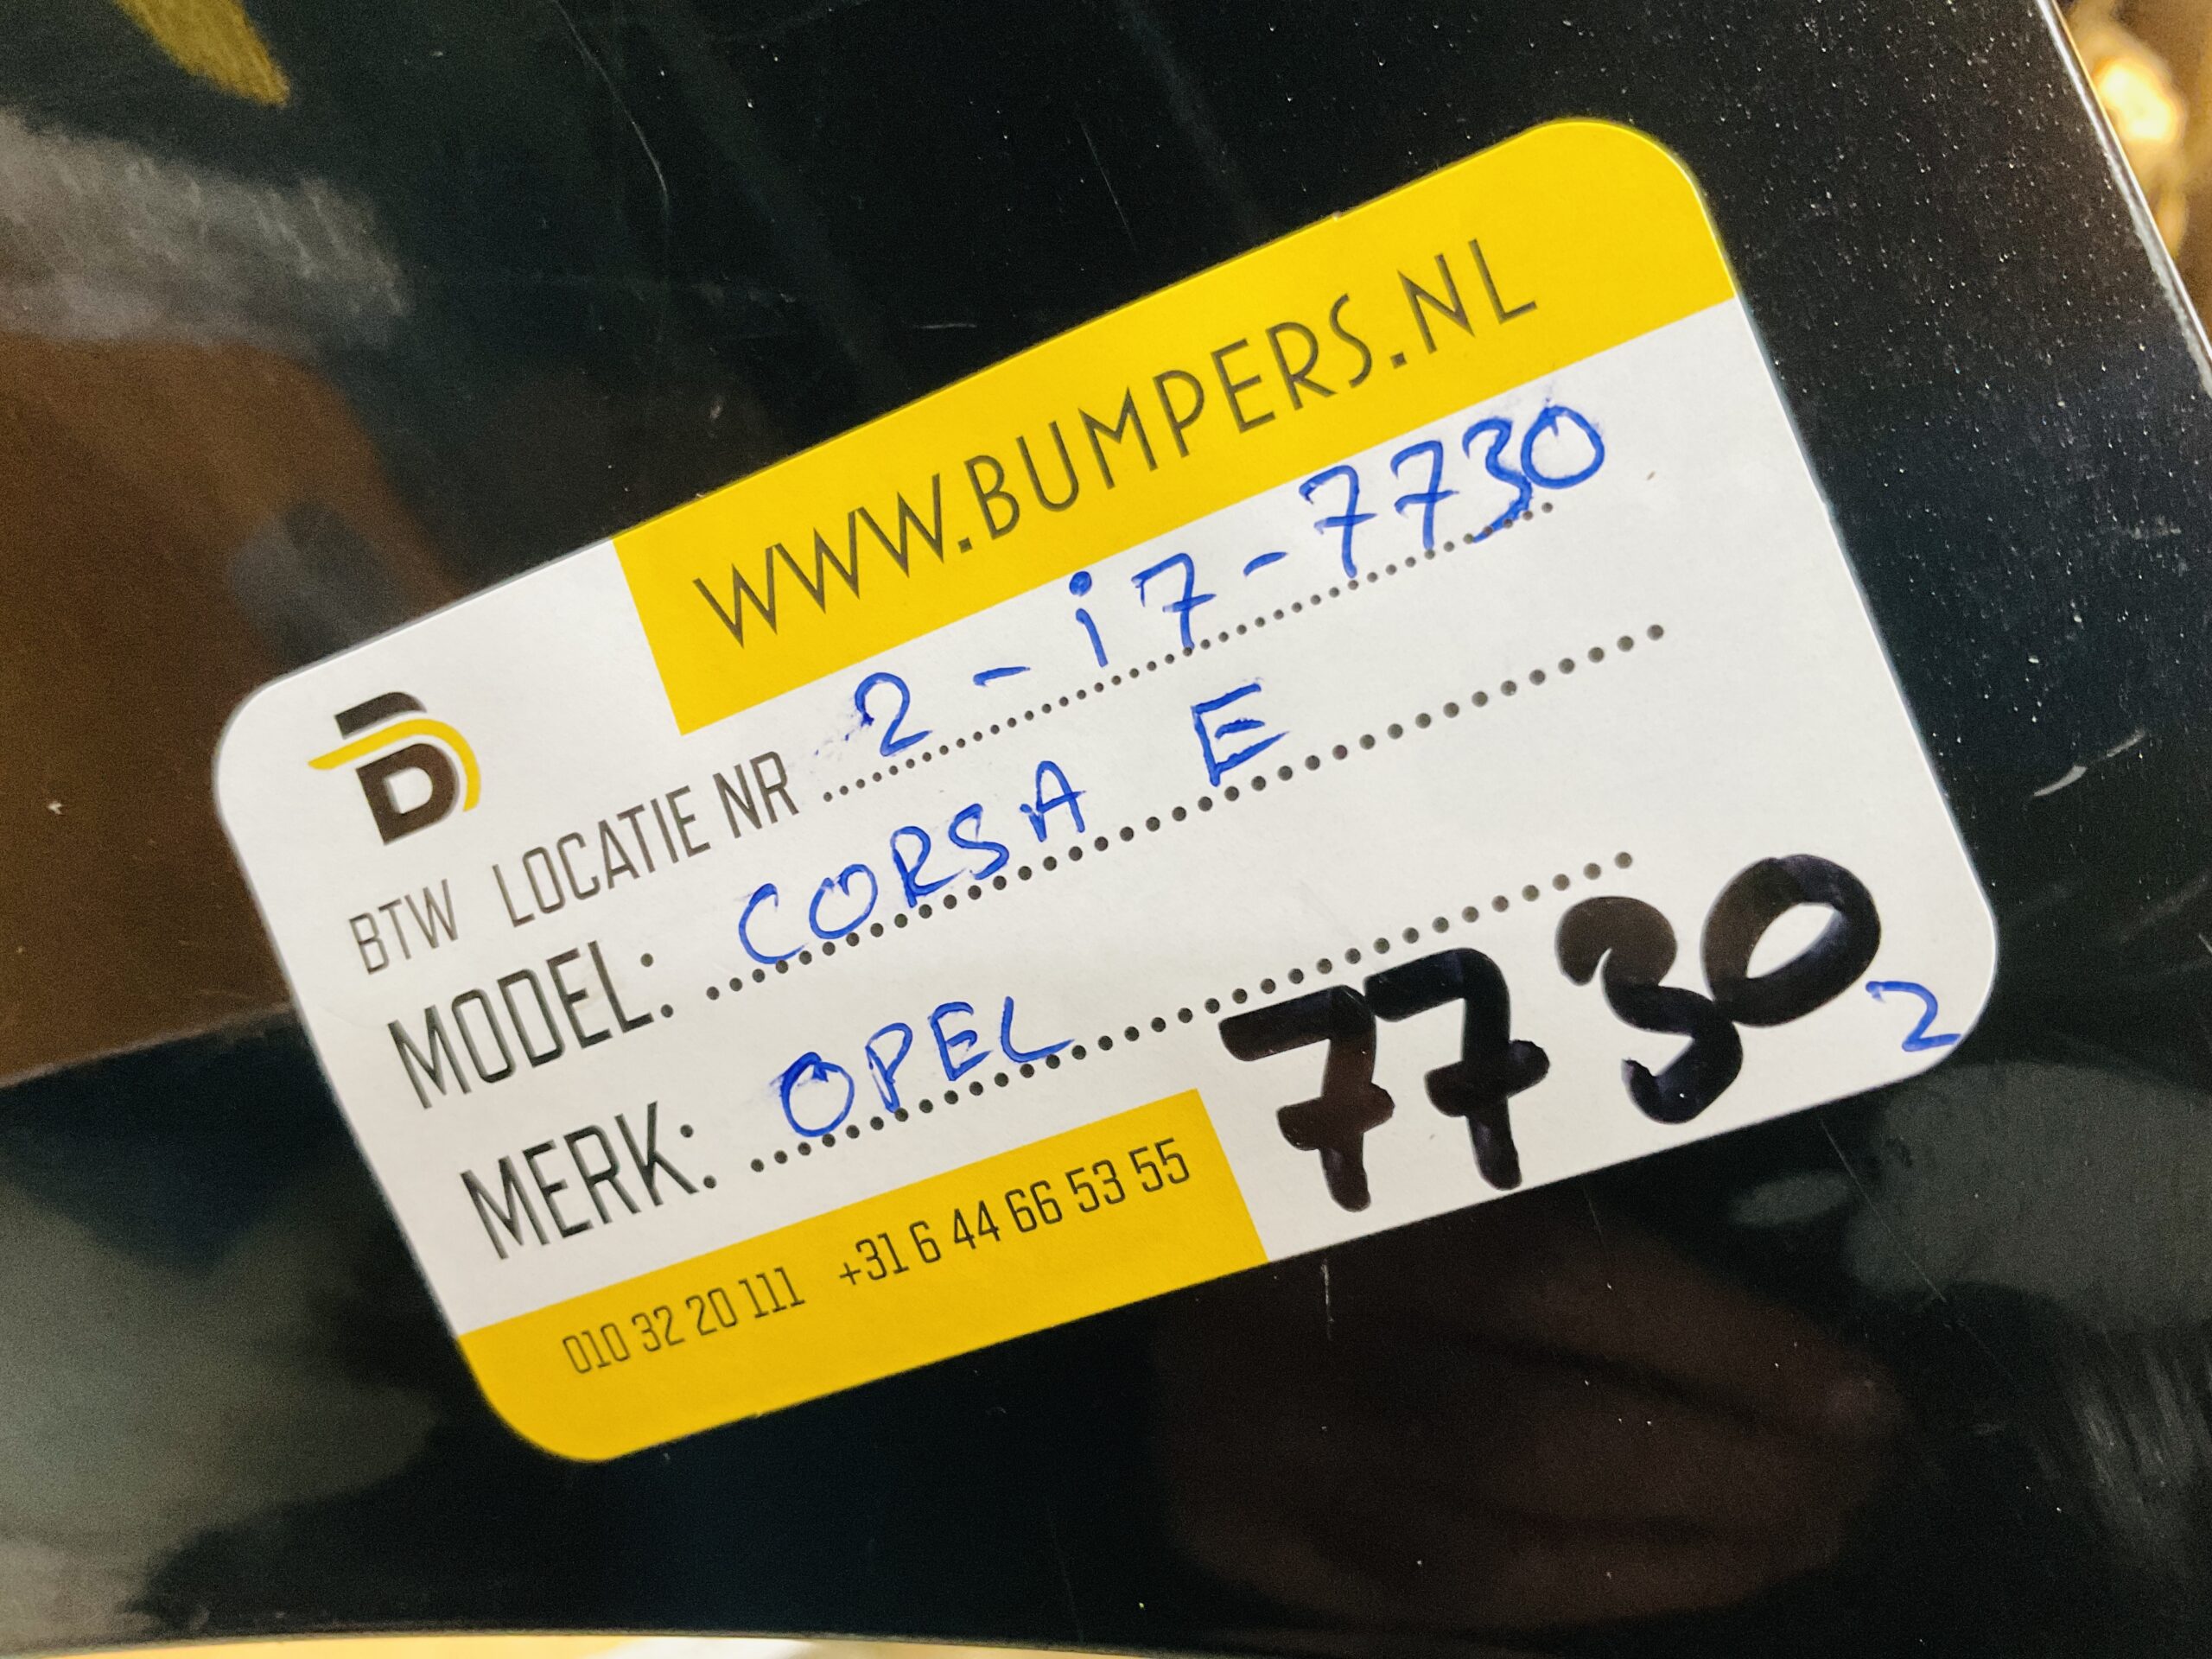 WWW.BUMPERS.NL
BTW LOCATIE NR 2-i7-7730
MODEL: CORSA E
MERK: OPEL
7730
2
010 32 20 111 +31 6 44 66 53 55